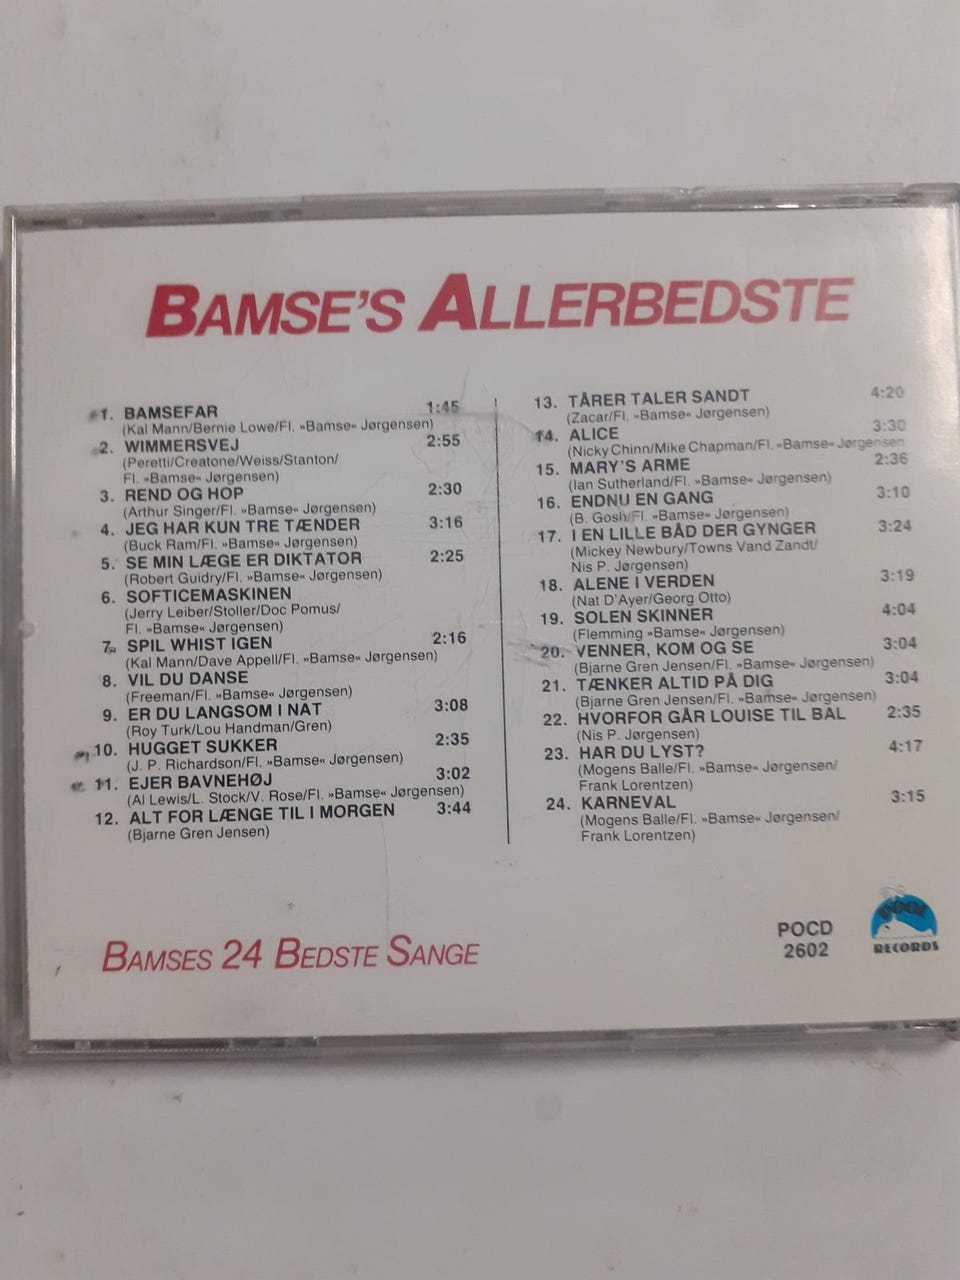 BAMSE'S ALLERBEDSTE
1. BAMSEFAR 1:45
(Kal Mann/Bernie Lowe/Fl. »Bamse« Jørgensen)
2. WIMMERSVEJ 2:55
(Peretti/Creatone/Weiss/Stanton/
Fl. »Bamse« Jørgensen)
3. REND OG HOP 2:30
(Arthur Singer/Fl. »Bamse« Jørgensen)
4. JEG HAR KUN TRE TÆNDER 3:16
(Buck Ram/Fl. »Bamse« Jørgensen)
5. SE MIN LÆGE ER DIKTATOR 2:25
(Robert Guidry/Fl. »Bamse« Jørgensen)
6. SOFTICEMASKINEN
(Jerry Leiber/Stoller/Doc Pomus/
Fl. »Bamse« Jørgensen)
7. SPIL WHIST IGEN 2:16
(Kal Mann/Dave Appell/Fl. »Bamse« Jørgensen)
8. VIL DU DANSE
(Freeman/Fl. »Bamse« Jørgensen)
9. ER DU LANGSOM I NAT 3:08
(Roy Turk/Lou Handman/Gren)
10. HUGGET SUKKER 2:35
(J. P. Richardson/Fl. »Bamse« Jørgensen)
11. EJER BAVNEHØJ 3:02
(Al Lewis/L. Stock/V. Rose/Fl. »Bamse« Jørgensen)
12. ALT FOR LÆNGE TIL I MORGEN 3:44
(Bjarne Gren Jensen)
13. TÅRER TALER SANDT 4:20
(Zacar/Fl. »Bamse« Jørgensen)
14. ALICE 3:30
(Nicky Chinn/Mike Chapman/Fl. »Bamse« Jørgensen
15. MARY'S ARME 2:36
(Ian Sutherland/Fl. »Bamse« Jørgensen)
16. ENDNU EN GANG 3:10
(B. Gosh/Fl. »Bamse« Jørgensen)
17. I EN LILLE BÅD DER GYNGER 3:24
(Mickey Newbury/Towns Vand Zandt/
Nis P. Jørgensen)
18. ALENE I VERDEN 3:19
(Nat D'Ayer/Georg Otto)
19. SOLEN SKINNER 4:04
(Flemming »Bamse« Jørgensen)
20. VENNER, KOM OG SE 3:04
(Bjarne Gren Jensen/Fl. »Bamse« Jørgensen)
21. TÆNKER ALTID PÅ DIG 3:04
(Bjarne Gren Jensen/Fl. »Bamse« Jørgensen)
22. HVORFOR GÅR LOUISE TIL BAL 2:35
(Nis P. Jørgensen)
23. HAR DU LYST? 4:17
(Mogens Balle/Fl. »Bamse« Jørgensen/
Frank Lorentzen)
24. KARNEVAL 3:15
(Mogens Balle/Fl. »Bamse« Jørgensen/
Frank Lorentzen)
BAMSES 24 BEDSTE SANGE
POCD
2602
POOL
RECORDS